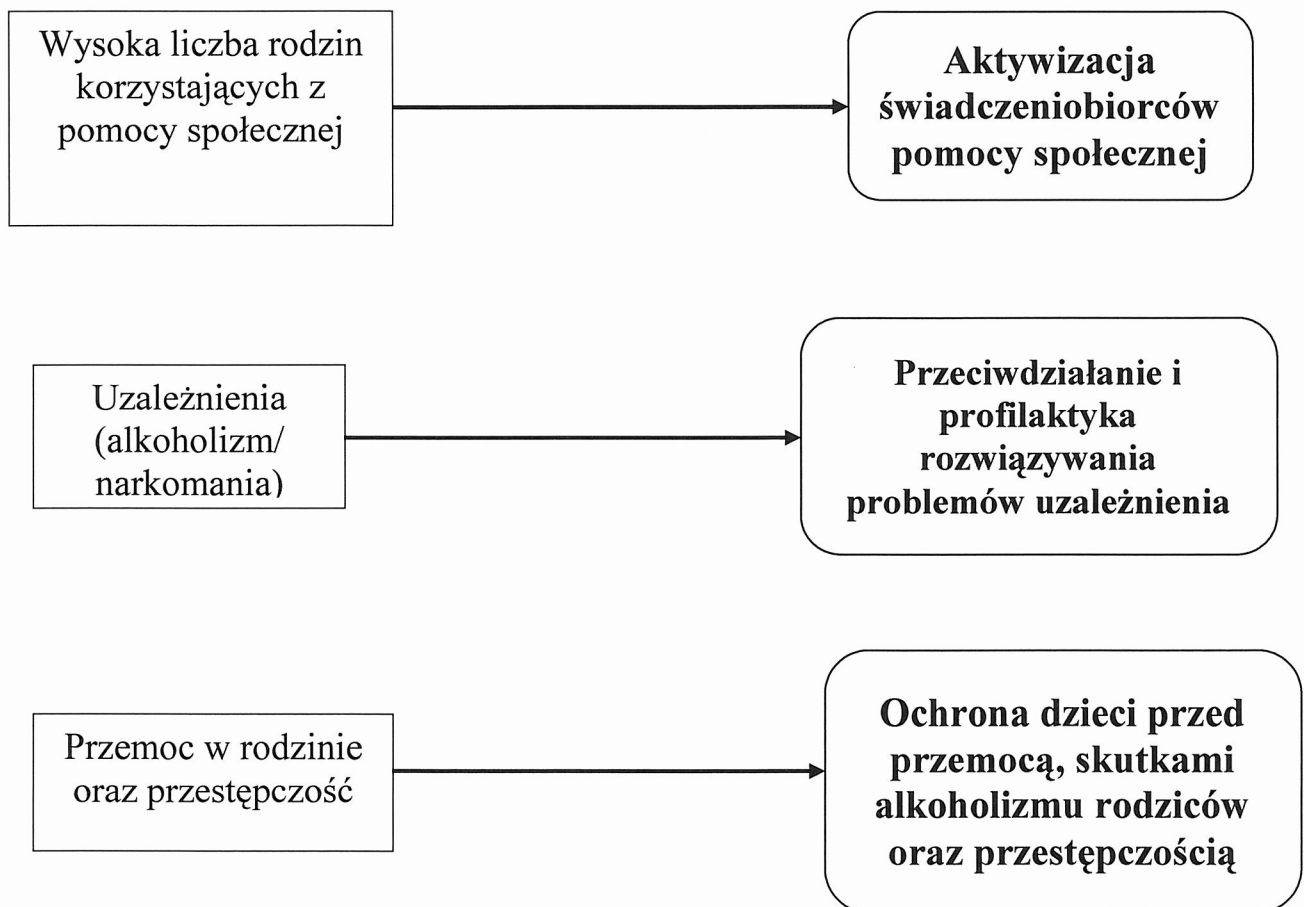 Wysoka liczba rodzin
korzystających z
pomocy społecznej
Aktywizacja
świadczeniobiorców
pomocy społecznej
Uzależnienia
(alkoholizm/
narkomania)
Przeciwdziałanie i
profilaktyka
rozwiązywania
problemów uzależnienia
Przemoc w rodzinie
oraz przestępczość
Ochrona dzieci przed
przemocą, skutkami
alkoholizmu rodziców
oraz przestępczością